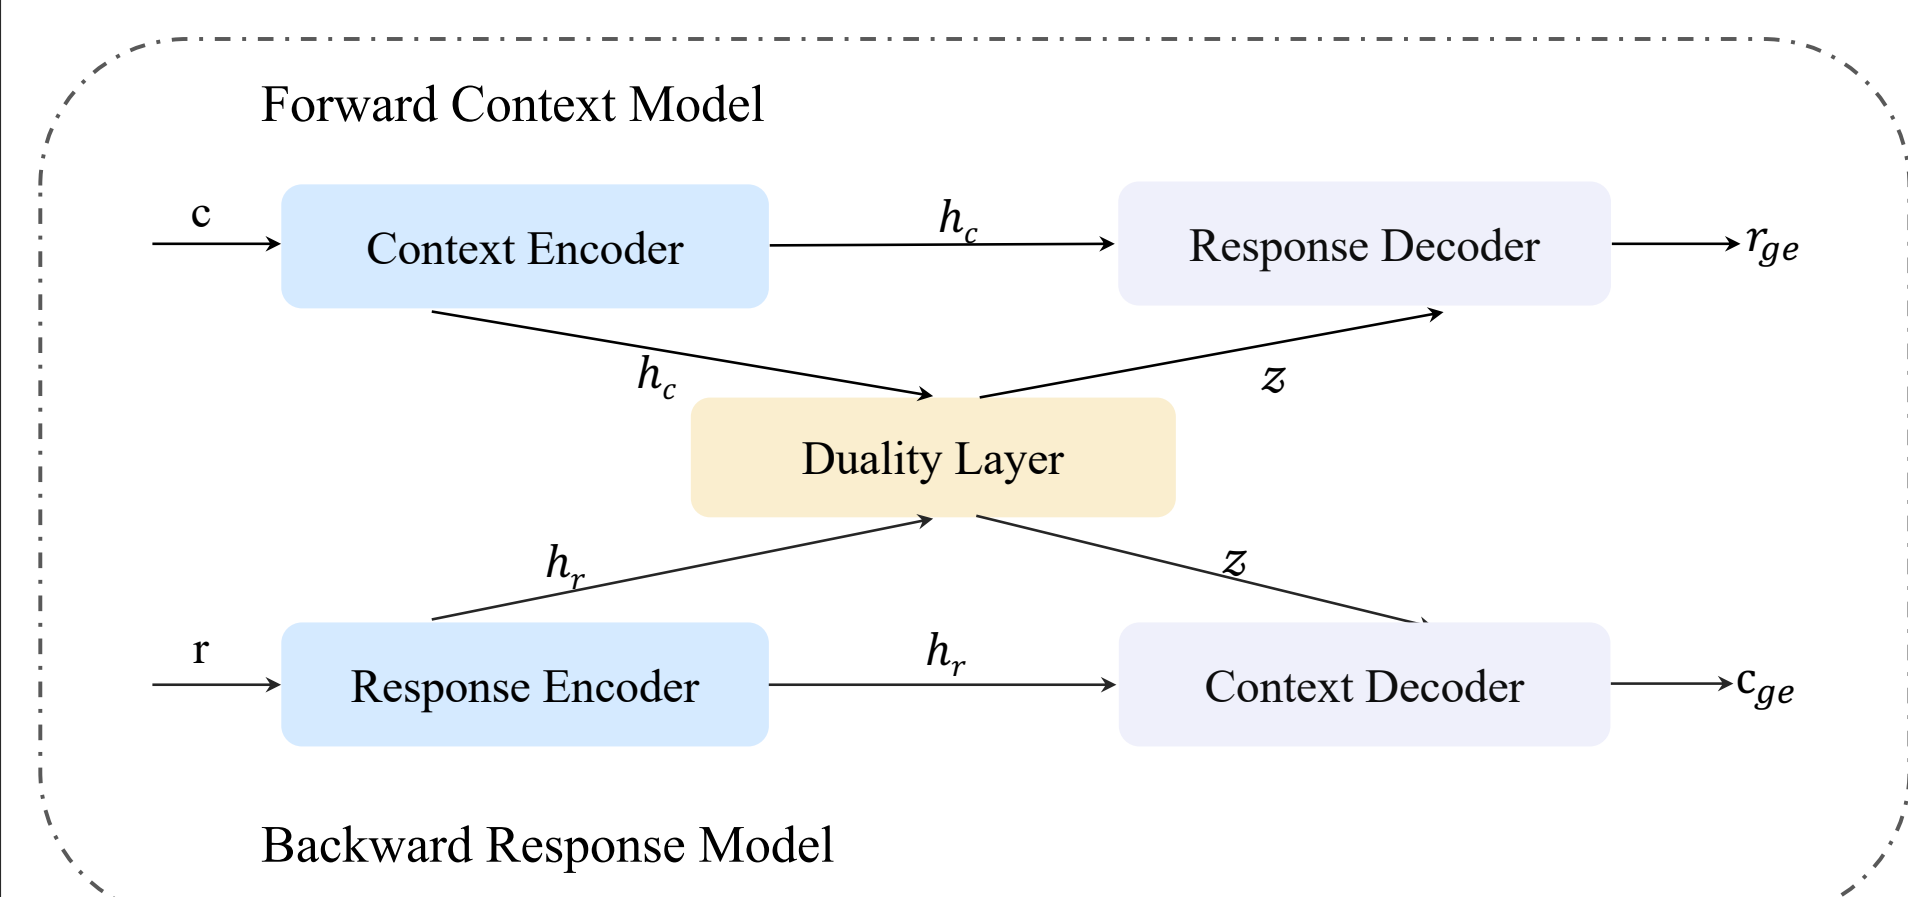 Forward Context Model
c
Context Encoder
h_c
Response Decoder
r_ge
h_c
z
Duality Layer
h_r
z
r
Response Encoder
h_r
Context Decoder
c_ge
Backward Response Model